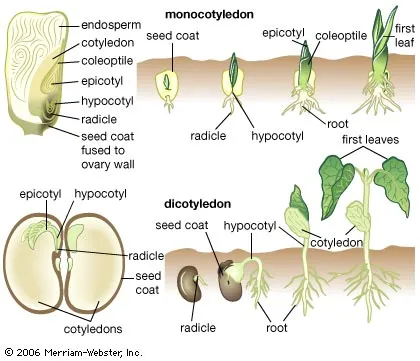 endosperm
cotyledon
coleoptile
epicotyl
hypocotyl
radicle
seed coat
fused to
ovary wall
monocotyledon
seed coat
epicotyl
coleoptile
first
leaf
radicle
hypocotyl
root
first leaves
epicotyl
hypocotyl
radicle
seed
coat
cotyledons
dicotyledon
seed coat
hypocotyl
cotyledon
radicle
root
© 2006 Merriam-Webster, Inc.